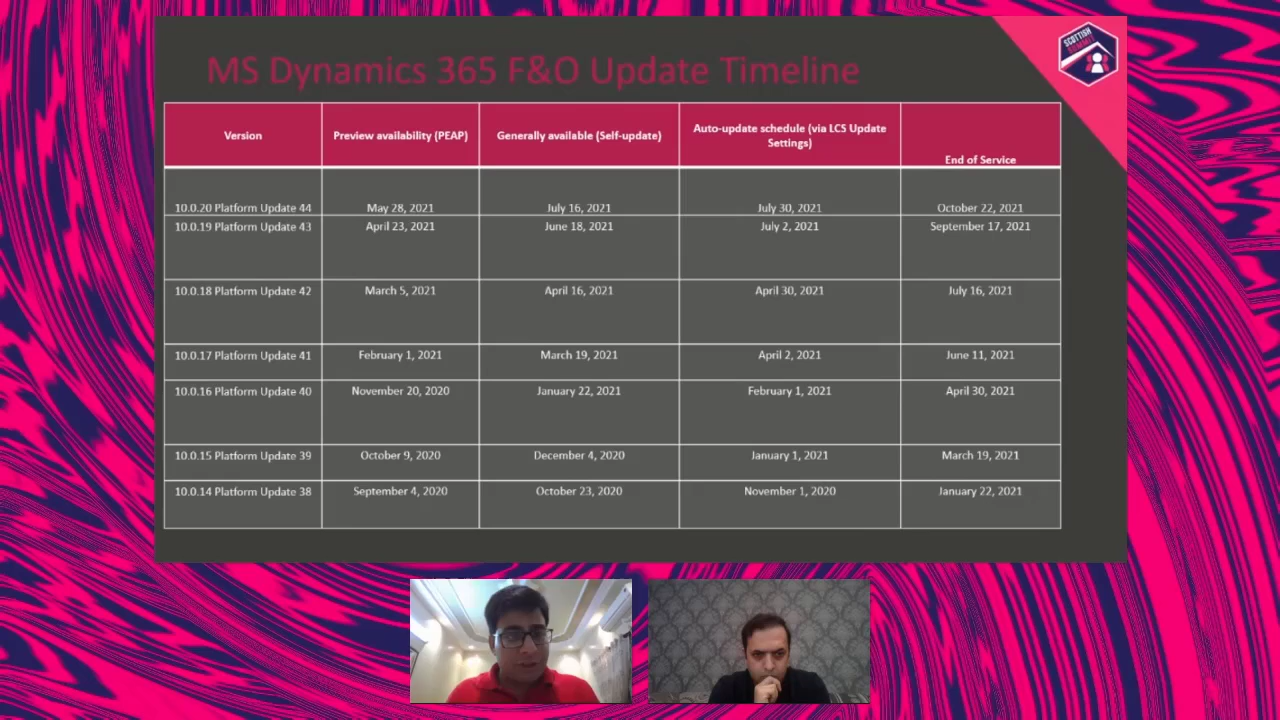 MS Dynamics 365 F&O Update Timeline
SCOTTISH
SUMMIT
Version Preview availability (PEAP) Generally available (Self-update) Auto-update schedule (via LCS Update
Settings) End of Service
10.0.20 Platform Update 44 May 28, 2021 July 16, 2021 July 30, 2021 October 22, 2021
10.0.19 Platform Update 43 April 23, 2021 June 18, 2021 July 2, 2021 September 17, 2021
10.0.18 Platform Update 42 March 5, 2021 April 16, 2021 April 30, 2021 July 16, 2021
10.0.17 Platform Update 41 February 1, 2021 March 19, 2021 April 2, 2021 June 11, 2021
10.0.16 Platform Update 40 November 20, 2020 January 22, 2021 February 1, 2021 April 30, 2021
10.0.15 Platform Update 39 October 9, 2020 December 4, 2020 January 1, 2021 March 19, 2021
10.0.14 Platform Update 38 September 4, 2020 October 23, 2020 November 1, 2020 January 22, 2021